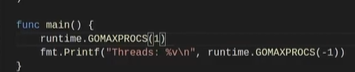 func main() {
runtime.GOMAXPROCS(1)
fmt.Printf("Threads: %v\n", runtime.GOMAXPROCS(-1))
}